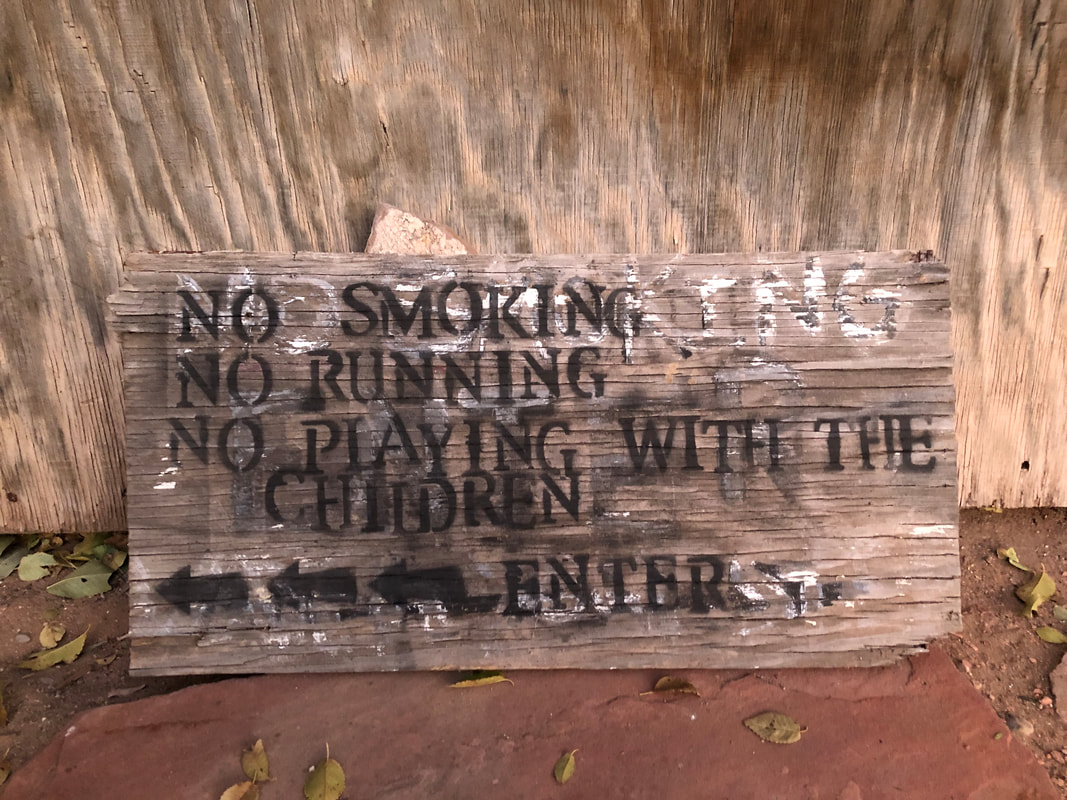 NO SMOKING
NO RUNNING
NO PLAYING WITH THE
CHILDREN
ENTER